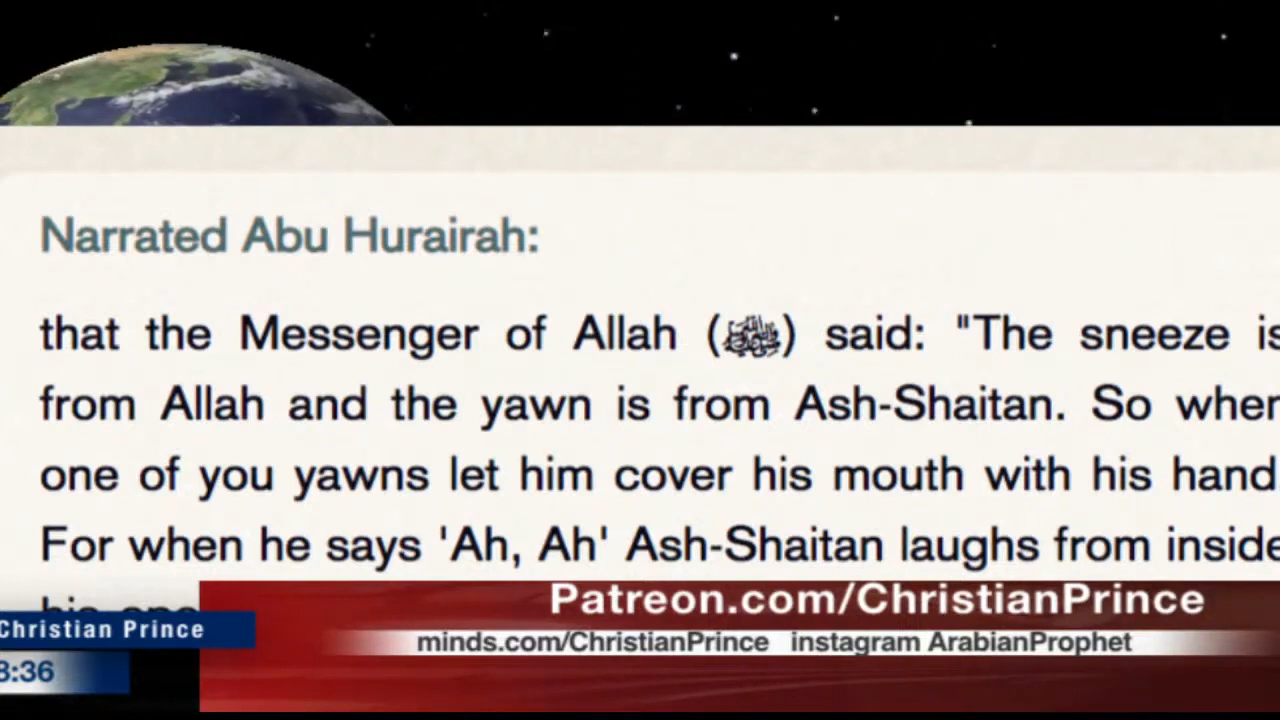 Narrated Abu Hurairah:
that the Messenger of Allah (ﷺ) said: "The sneeze is
from Allah and the yawn is from Ash-Shaitan. So when
one of you yawns let him cover his mouth with his hand.
For when he says 'Ah, Ah' Ash-Shaitan laughs from inside
his
Patreon.com/ChristianPrince
Christian Prince
minds.com/ChristianPrince instagram ArabianProphet
8:36